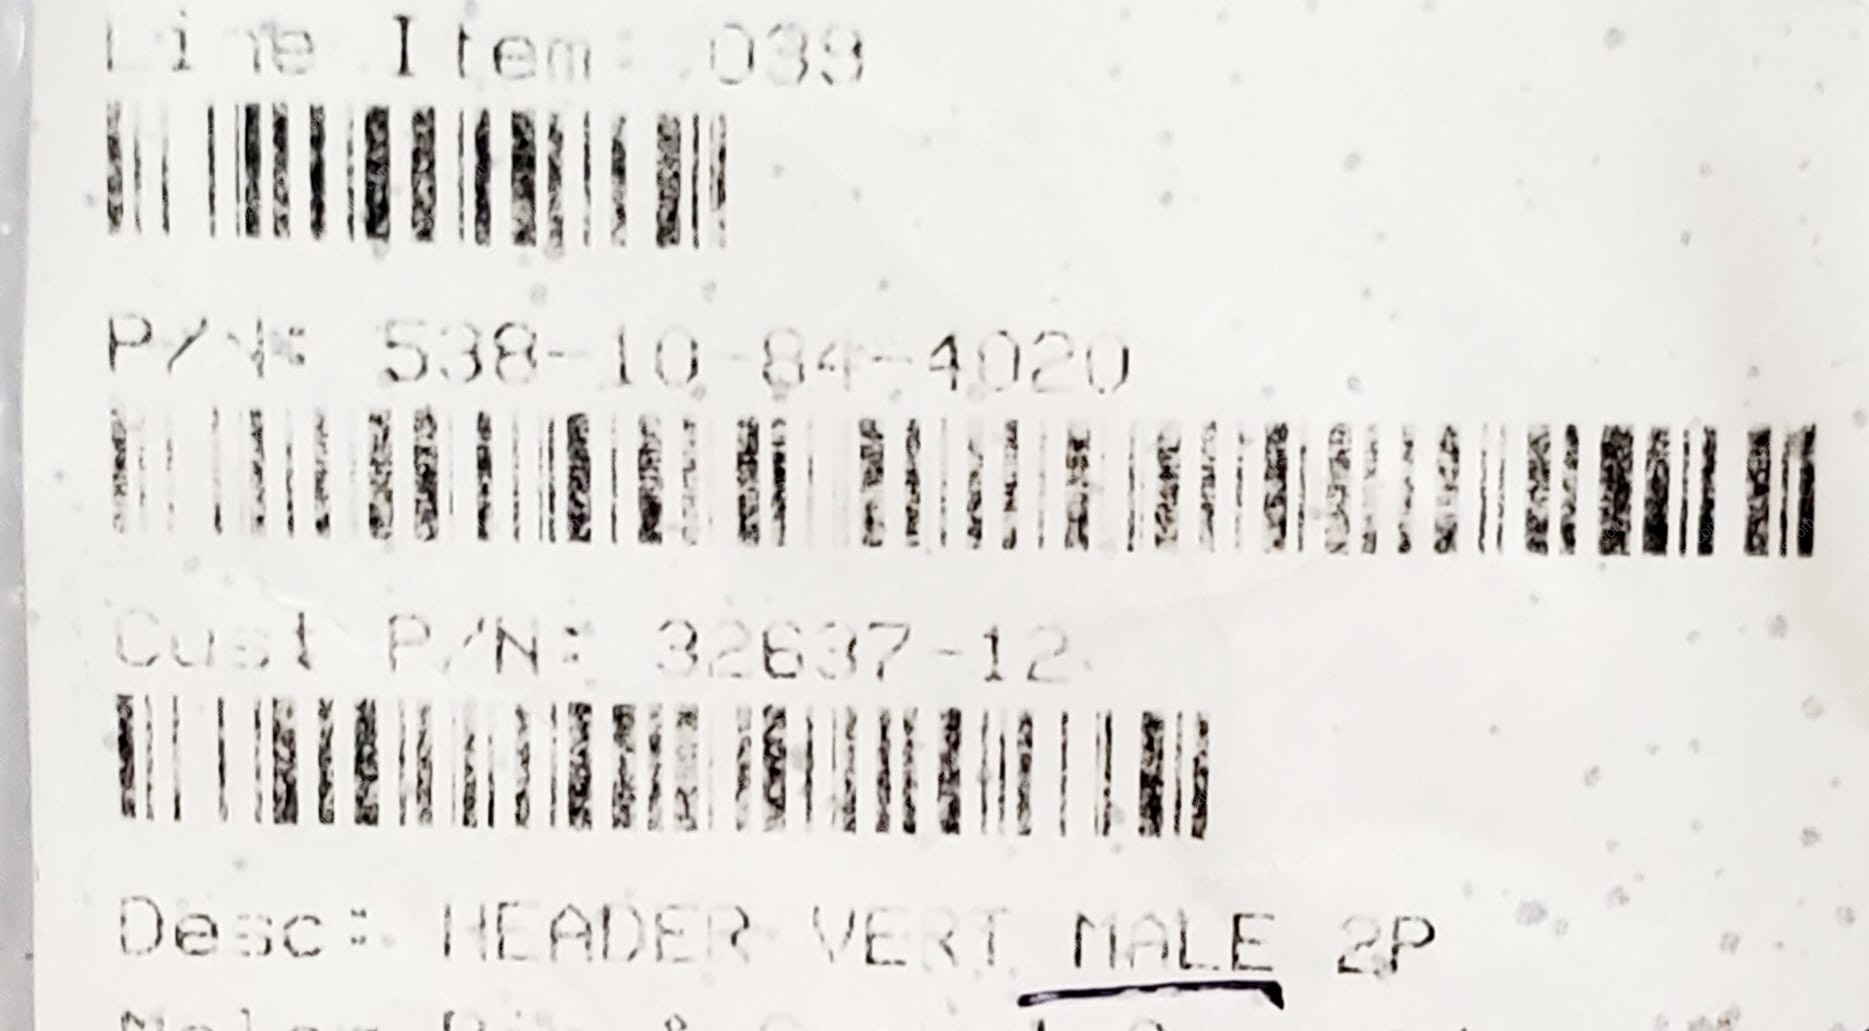 Line Item: 039
P/N: 538-10-84-4020
Cust P/N: 32637-12
Desc: HEADER VERT MALE 2P